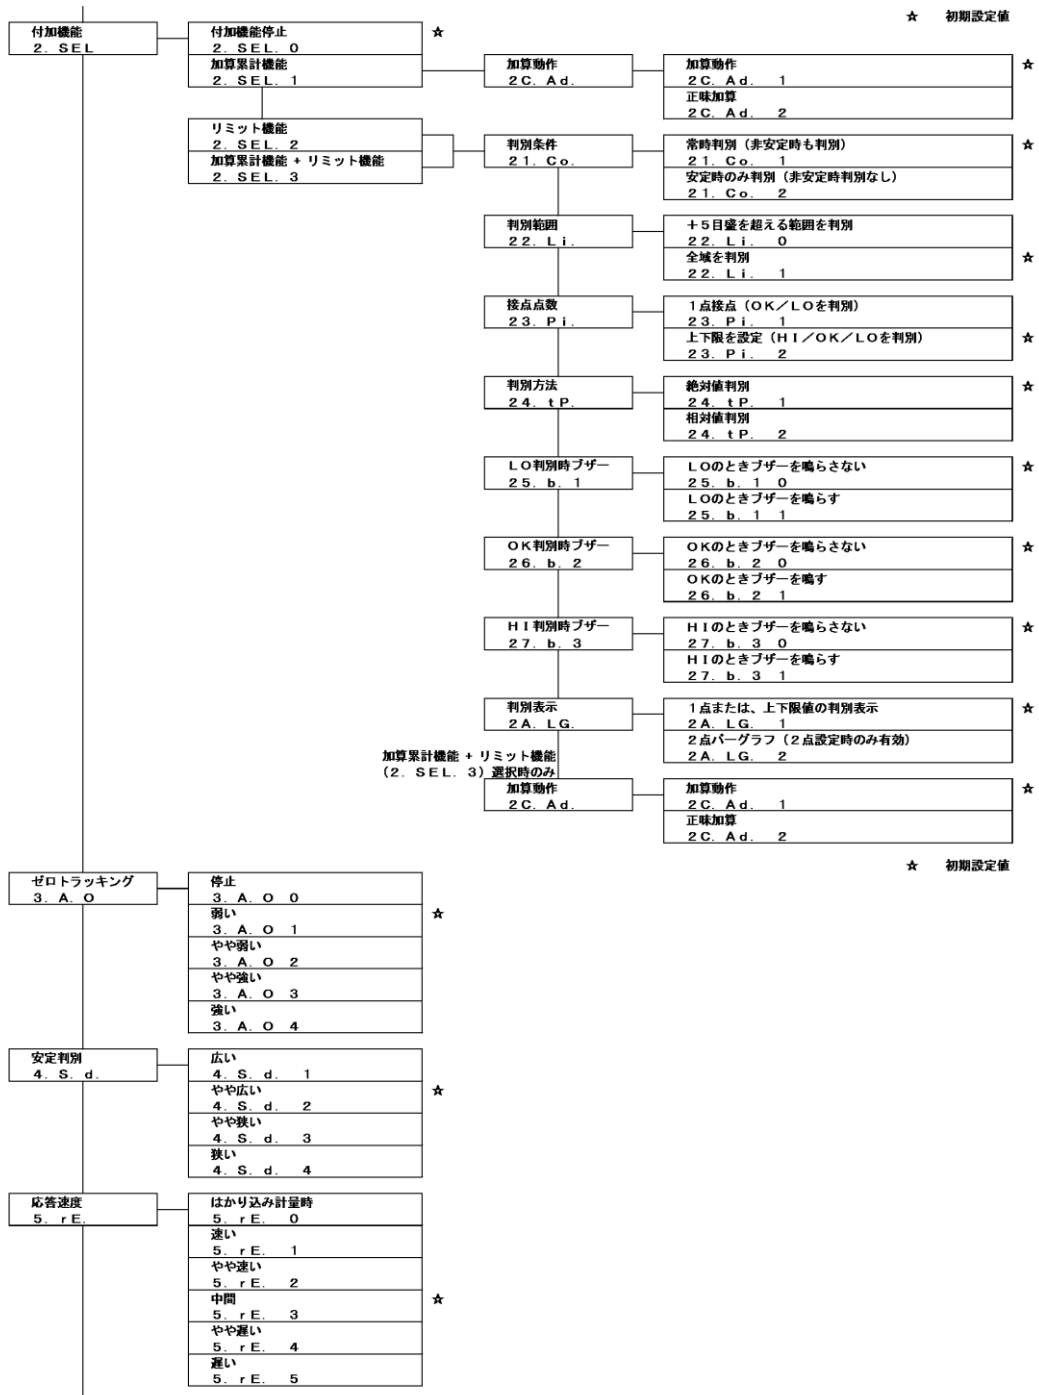 ☆ 初期設定値
付加機能
2. SEL
付加機能停止
2. SEL. 0
☆
加算累計機能
2. SEL. 1
加算動作
2C. Ad.
加算動作
2C. Ad. 1
☆
正味加算
2C. Ad. 2
リミット機能
2. SEL. 2
加算累計機能 + リミット機能
2. SEL. 3
判別条件
21. Co.
常時判別（非安定時も判別）
21. Co. 1
☆
安定時のみ判別（非安定時判別なし）
21. Co. 2
判別範囲
22. Li.
＋5目盛を超える範囲を判別
22. Li. 0
全域を判別
22. Li. 1
☆
接点点数
23. Pi.
1点接点（OK／LOを判別）
23. Pi. 1
上下限を設定（HI／OK／LOを判別）
23. Pi. 2
☆
判別方法
24. tP.
絶対値判別
24. tP. 1
☆
相対値判別
24. tP. 2
LO判別時ブザー
25. b. 1
LOのときブザーを鳴らさない
25. b. 1 0
☆
LOのときブザーを鳴らす
25. b. 1 1
OK判別時ブザー
26. b. 2
OKのときブザーを鳴らさない
26. b. 2 0
☆
OKのときブザーを鳴す
26. b. 2 1
HI判別時ブザー
27. b. 3
HIのときブザーを鳴らさない
27. b. 3 0
☆
HIのときブザーを鳴らす
27. b. 3 1
判別表示
2A. LG.
1点または、上下限値の判別表示
2A. LG. 1
☆
2点バーグラフ（2点設定時のみ有効）
2A. LG. 2
加算累計機能 + リミット機能
（2. SEL. 3）選択時のみ
加算動作
2C. Ad.
加算動作
2C. Ad. 1
☆
正味加算
2C. Ad. 2
☆ 初期設定値
ゼロトラッキング
3. A. O
停止
3. A. O 0
弱い
3. A. O 1
☆
やや弱い
3. A. O 2
やや強い
3. A. O 3
強い
3. A. O 4
安定判別
4. S. d.
広い
4. S. d. 1
やや広い
4. S. d. 2
☆
やや狭い
4. S. d. 3
狭い
4. S. d. 4
応答速度
5. rE.
はかり込み計量時
5. rE. 0
速い
5. rE. 1
やや速い
5. rE. 2
中間
5. rE. 3
☆
やや遅い
5. rE. 4
遅い
5. rE. 5